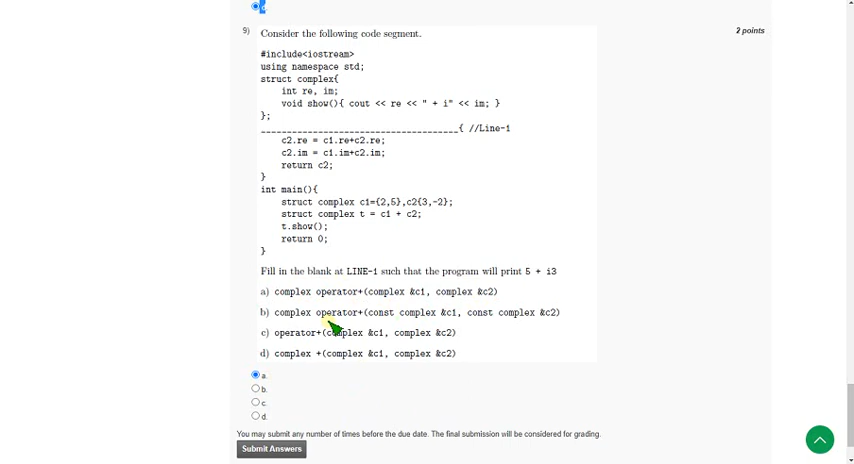 9) Consider the following code segment. 2 points
#include<iostream>
using namespace std;
struct complex{
int re, im;
void show(){ cout << re << " + i" << im; }
};
______________________________________{ //Line-1
c2.re = c1.re+c2.re;
c2.im = c1.im+c2.im;
return c2;
}
int main(){
struct complex c1={2,5},c2{3,-2};
struct complex t = c1 + c2;
t.show();
return 0;
}
Fill in the blank at LINE-1 such that the program will print 5 + i3
a) complex operator+(complex &c1, complex &c2)
b) complex operator+(const complex &c1, const complex &c2)
c) operator+(complex &c1, complex &c2)
d) complex +(complex &c1, complex &c2)
a.
b.
c.
d.
You may submit any number of times before the due date. The final submission will be considered for grading.
Submit Answers